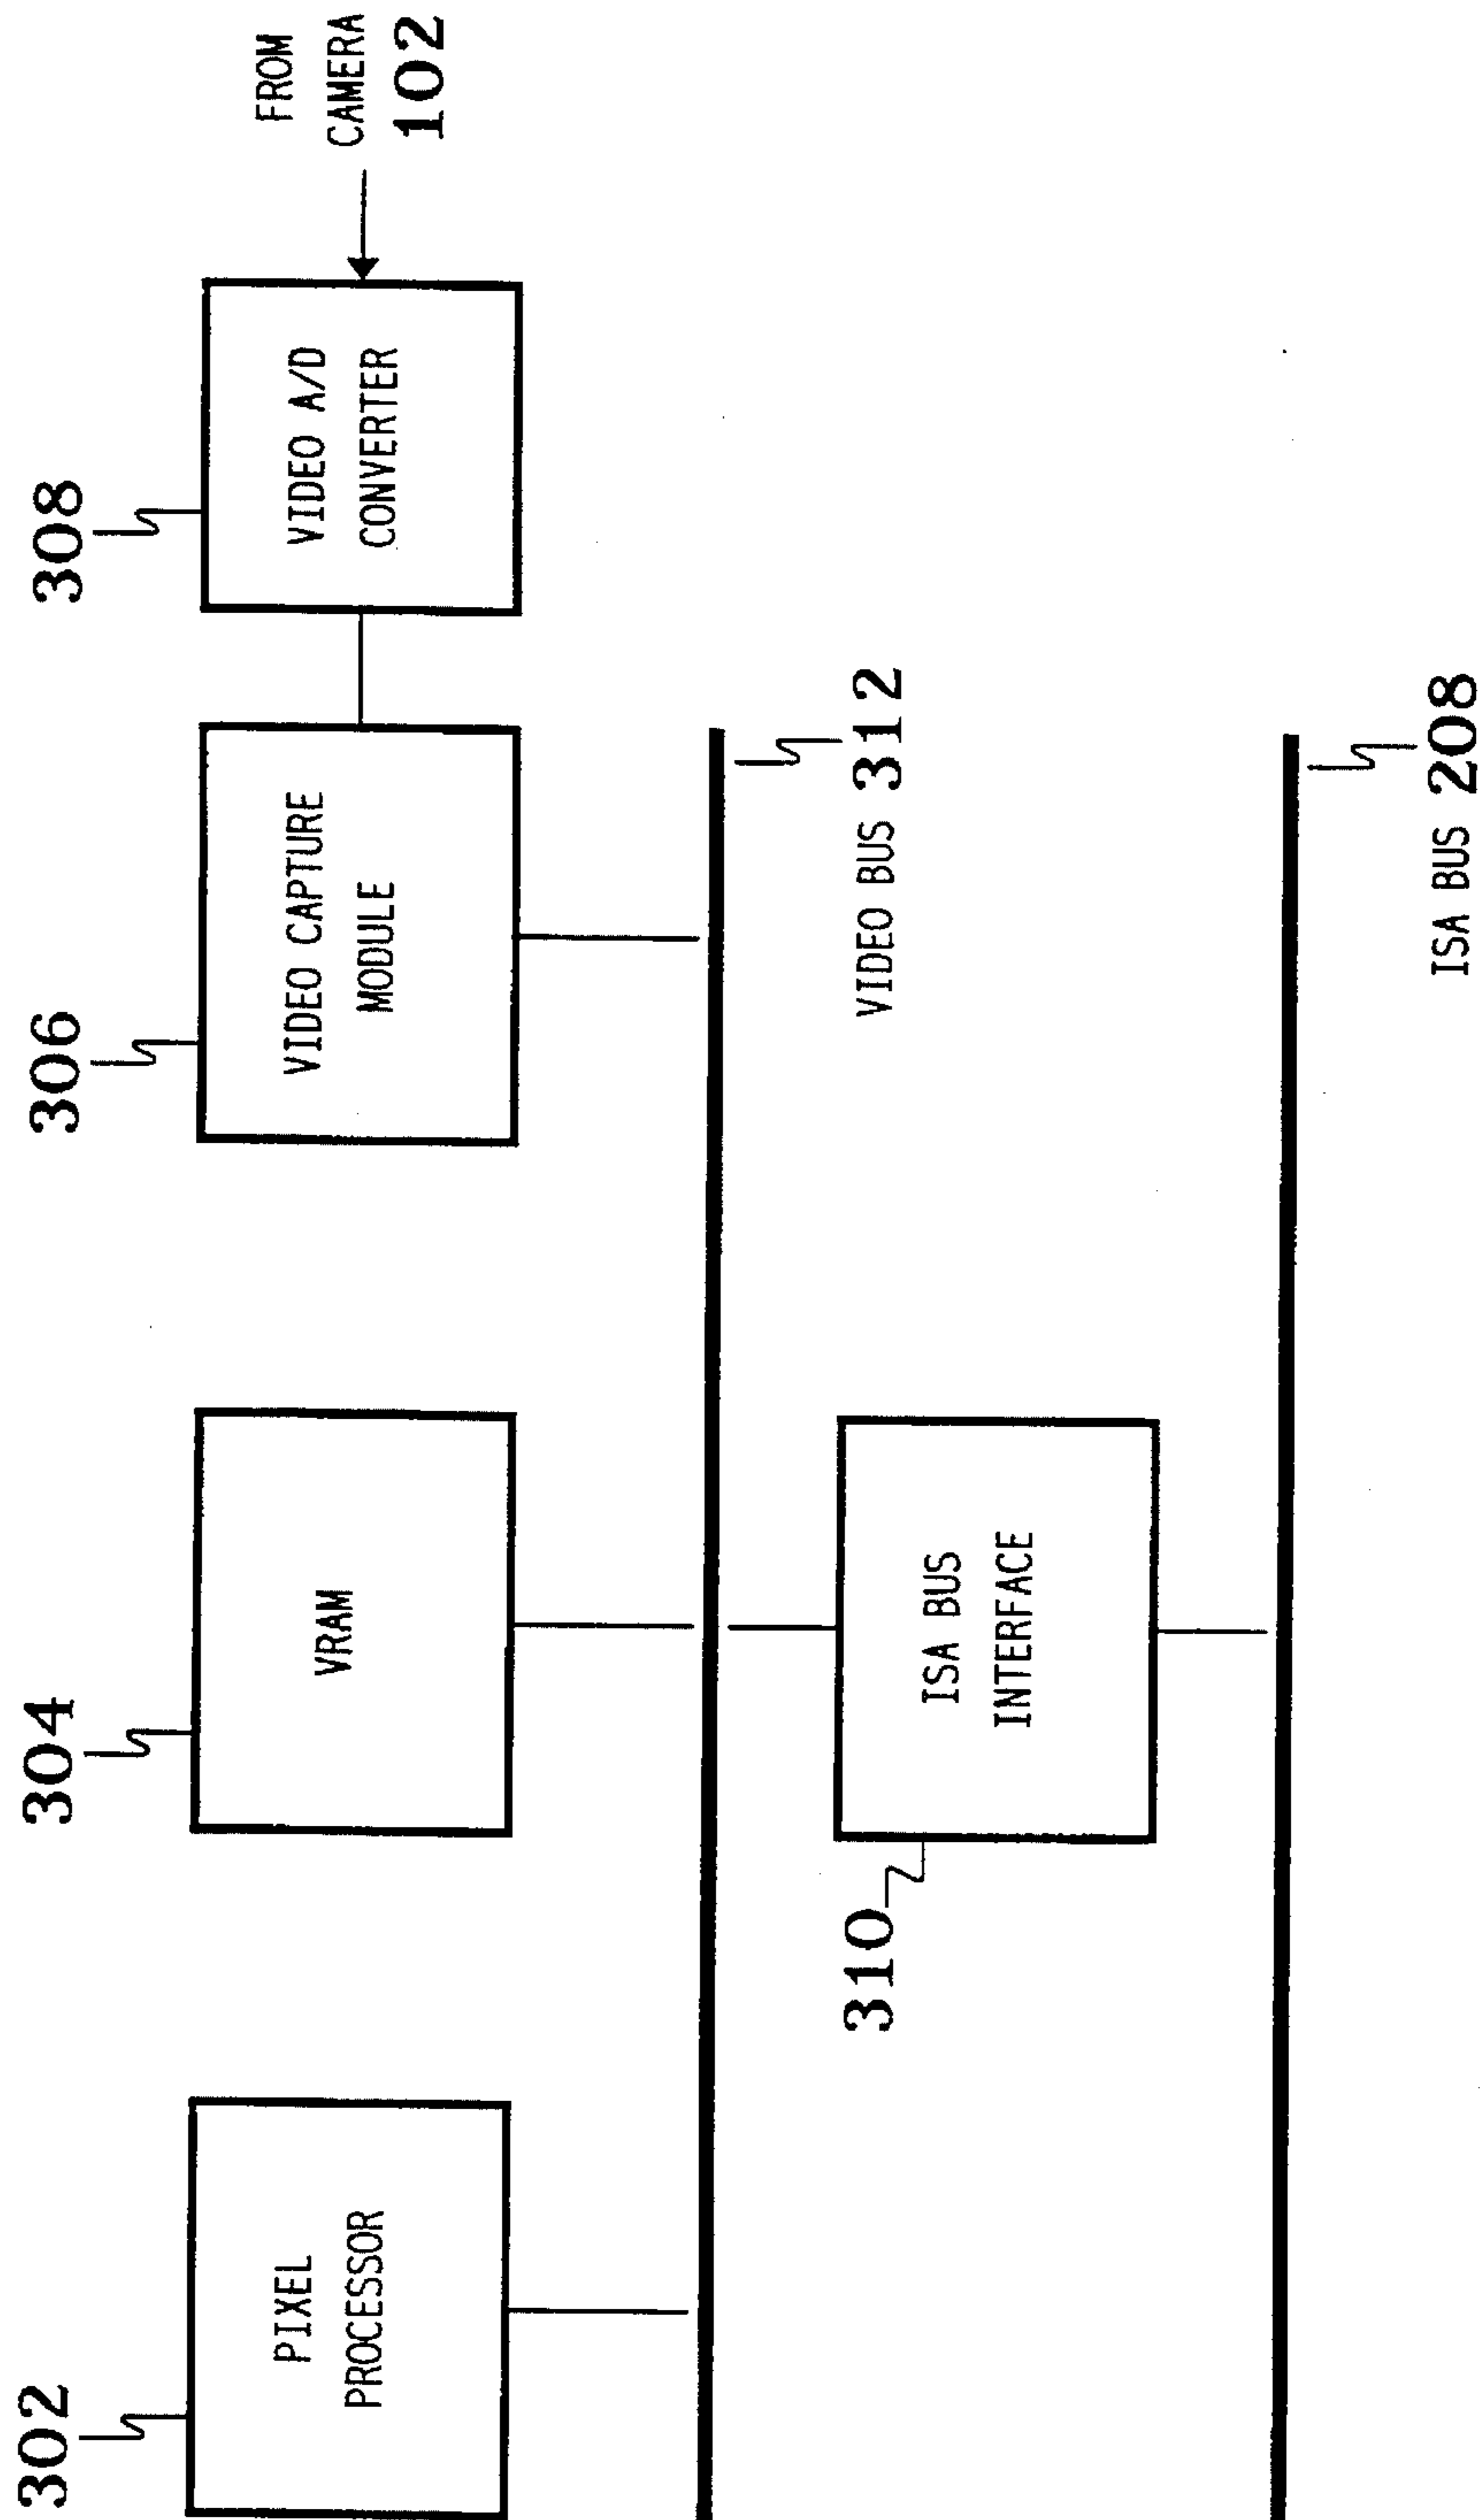 302
304
306
308
PIXEL
PROCESSOR
VRAM
VIDEO CAPTURE
MODULE
VIDEO A/D
CONVERTER
FROM
CAMERA
102
310
ISA BUS
INTERFACE
VIDEO BUS 312
ISA BUS 208